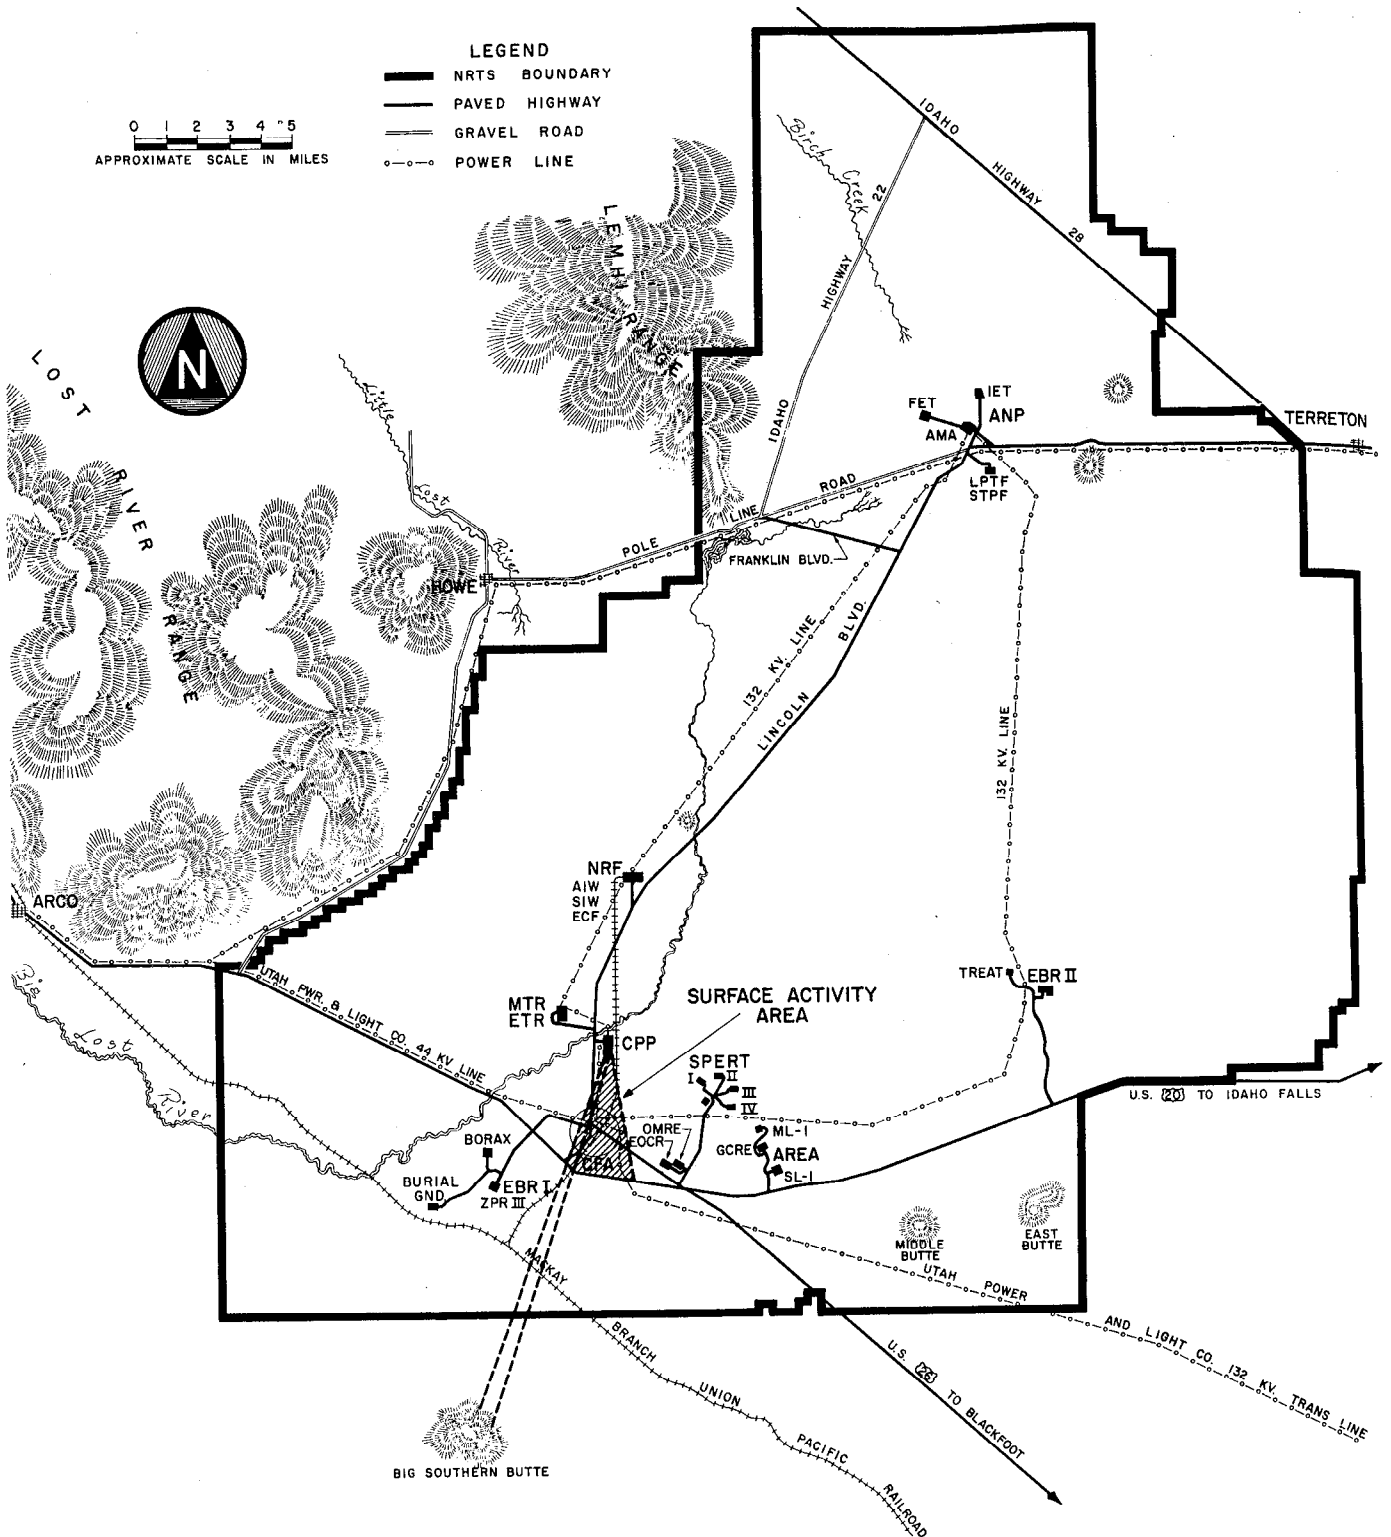 LEGEND
NRTS BOUNDARY
PAVED HIGHWAY
GRAVEL ROAD
POWER LINE
0 1 2 3 4 5
APPROXIMATE SCALE IN MILES
N
LOST RIVER RANGE
LEMHI RANGE
Birch Creek
IDAHO HIGHWAY 28
IDAHO HIGHWAY 22
Little Lost River
HOWE
POLE LINE ROAD
FRANKLIN BLVD.
FET
IET
ANP
AMA
LPTF
STPF
TERRETON
132 KV. LINE
LINCOLN BLVD.
132 KV. LINE
ARCO
NRF
AIW
SIW
ECF
UTAH PWR. & LIGHT CO. 44 KV LINE
Big Lost River
MTR
ETR
CPP
SURFACE ACTIVITY
AREA
TREAT
EBR II
SPERT
I
II
III
IV
OMRE
EOCR
ML-1
GCRE
AREA
SL-1
U.S. 20 TO IDAHO FALLS
BORAX
BURIAL
GND
EBR I
ZPR III
CFA
MIDDLE
BUTTE
EAST
BUTTE
UTAH POWER AND LIGHT CO. 132 KV. TRANS LINE
MACKAY BRANCH UNION PACIFIC RAILROAD
U.S. 26 TO BLACKFOOT
BIG SOUTHERN BUTTE